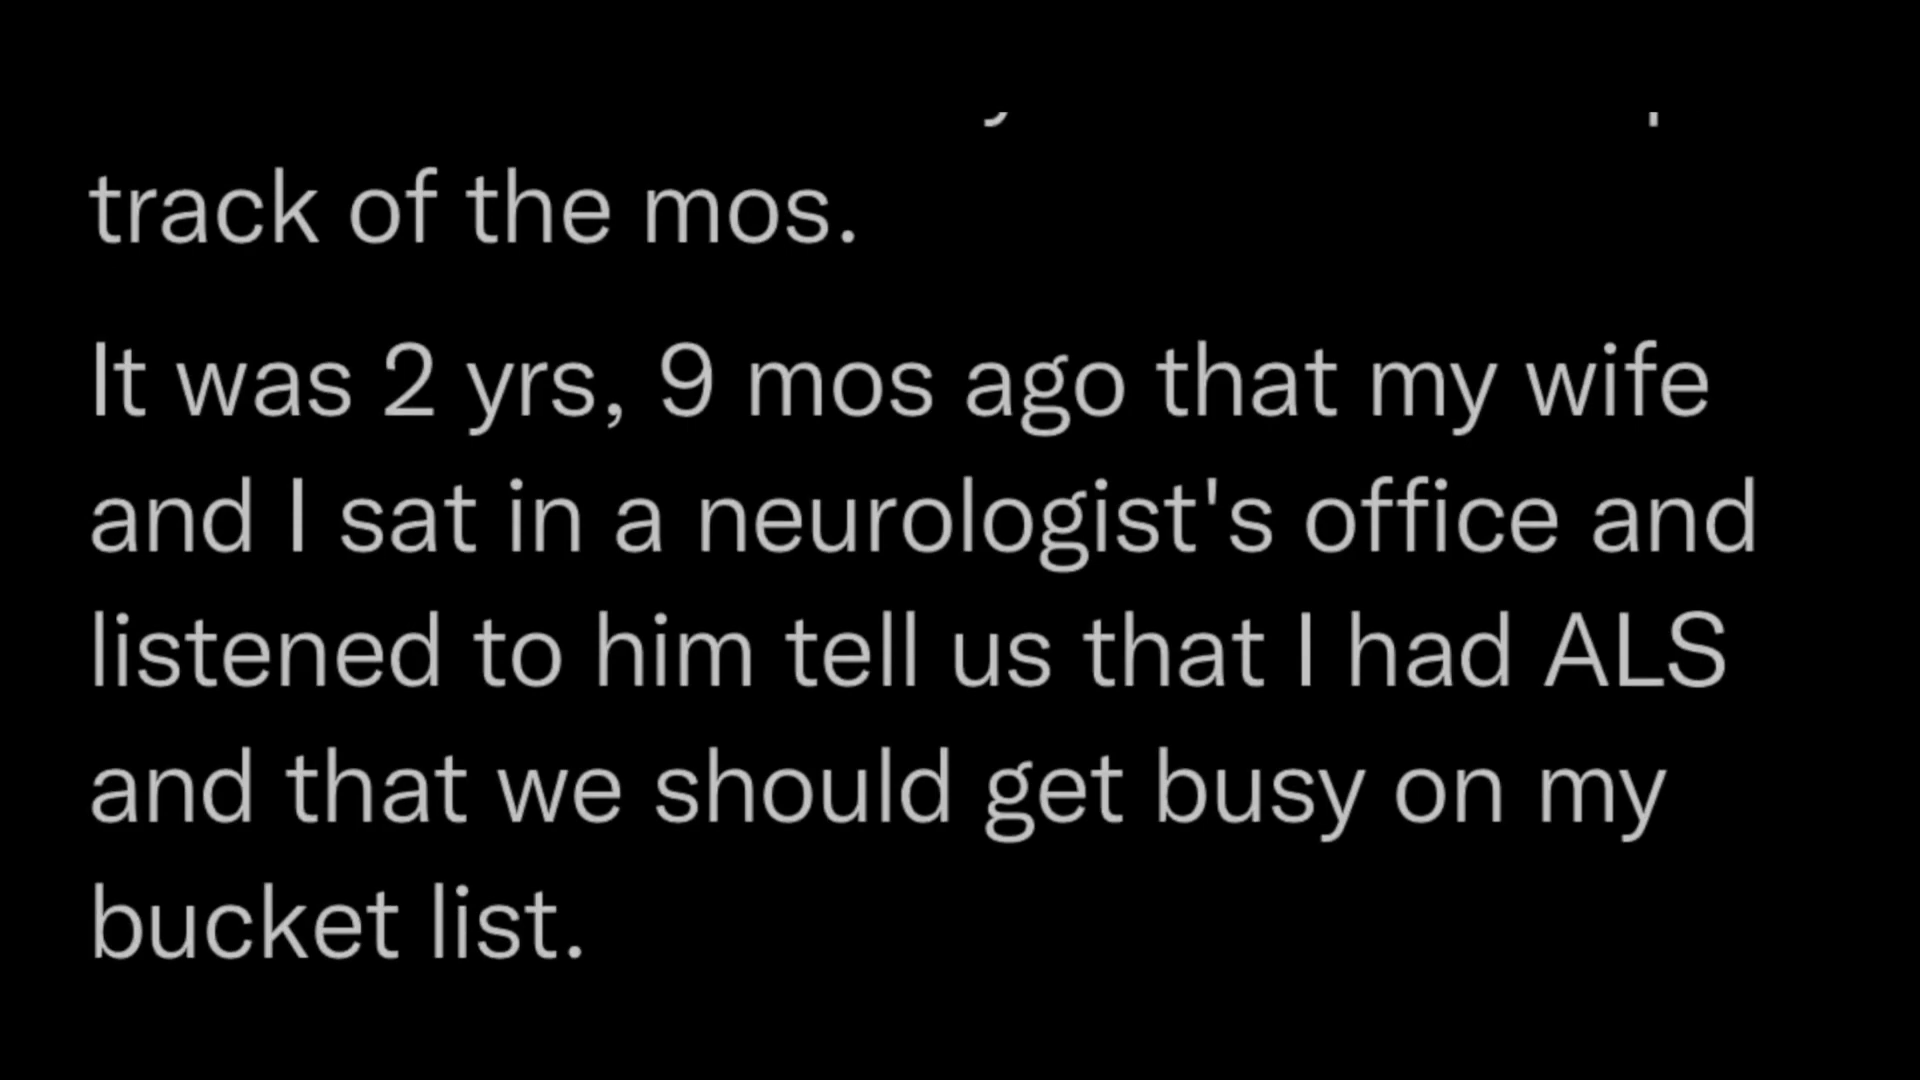 track of the mos.
It was 2 yrs, 9 mos ago that my wife
and I sat in a neurologist's office and
listened to him tell us that I had ALS
and that we should get busy on my
bucket list.